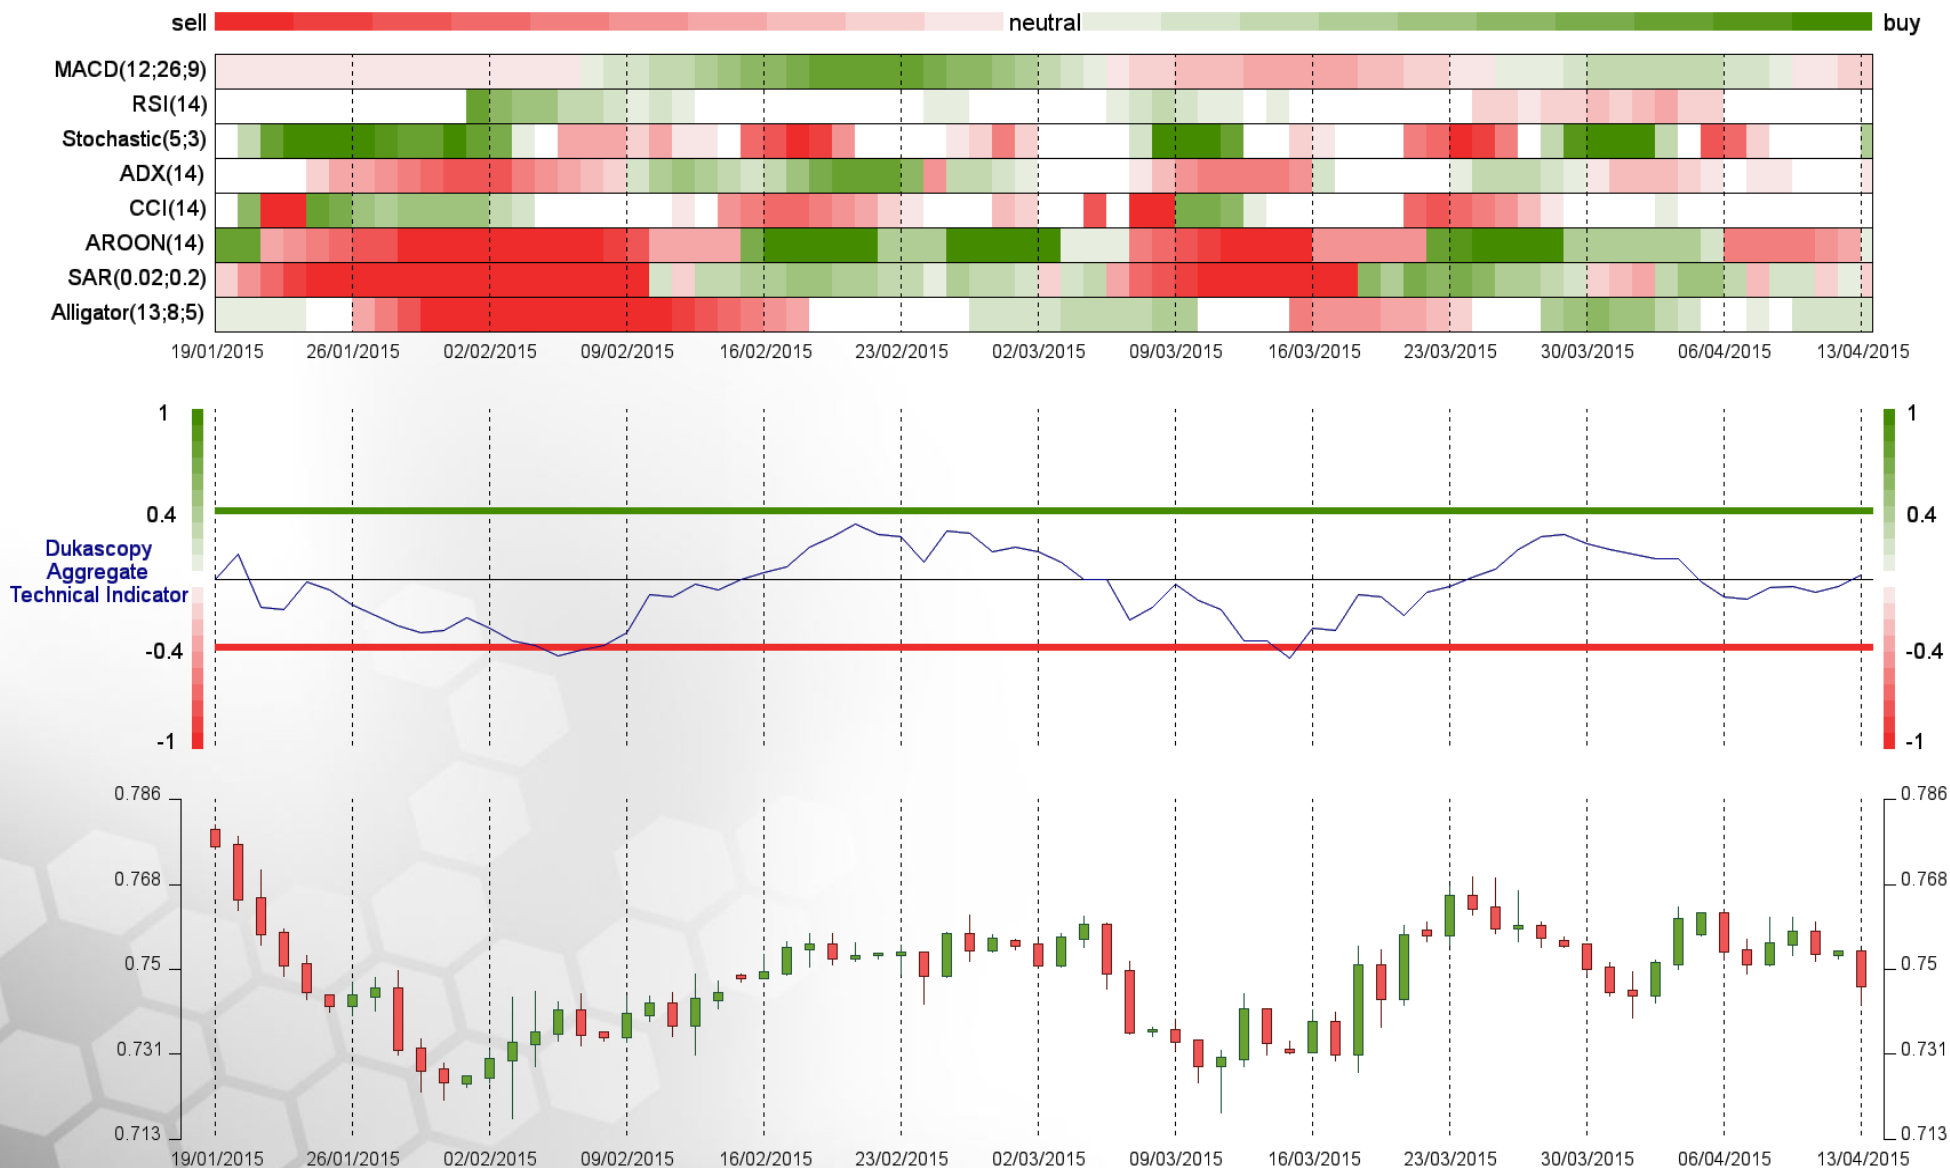 sell neutral buy
MACD(12;26;9)
RSI(14)
Stochastic(5;3)
ADX(14)
CCI(14)
AROON(14)
SAR(0.02;0.2)
Alligator(13;8;5)
19/01/2015 26/01/2015 02/02/2015 09/02/2015 16/02/2015 23/02/2015 02/03/2015 09/03/2015 16/03/2015 23/03/2015 30/03/2015 06/04/2015 13/04/2015
1 1
0.4 0.4
Dukascopy
Aggregate
Technical Indicator
-0.4 -0.4
-1 -1
0.786 0.786
0.768 0.768
0.75 0.75
0.731 0.731
0.713 0.713
19/01/2015 26/01/2015 02/02/2015 09/02/2015 16/02/2015 23/02/2015 02/03/2015 09/03/2015 16/03/2015 23/03/2015 30/03/2015 06/04/2015 13/04/2015